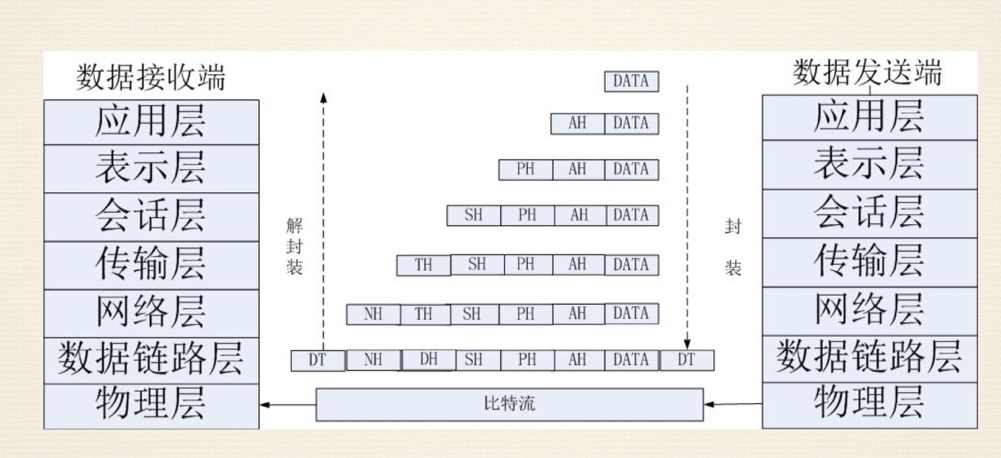 数据接收端
应用层
表示层
会话层
传输层
网络层
数据链路层
物理层
解封装
DATA
AH DATA
PH AH DATA
SH PH AH DATA
TH SH PH AH DATA
NH TH SH PH AH DATA
DT NH DH SH PH AH DATA DT
比特流
封装
数据发送端
应用层
表示层
会话层
传输层
网络层
数据链路层
物理层